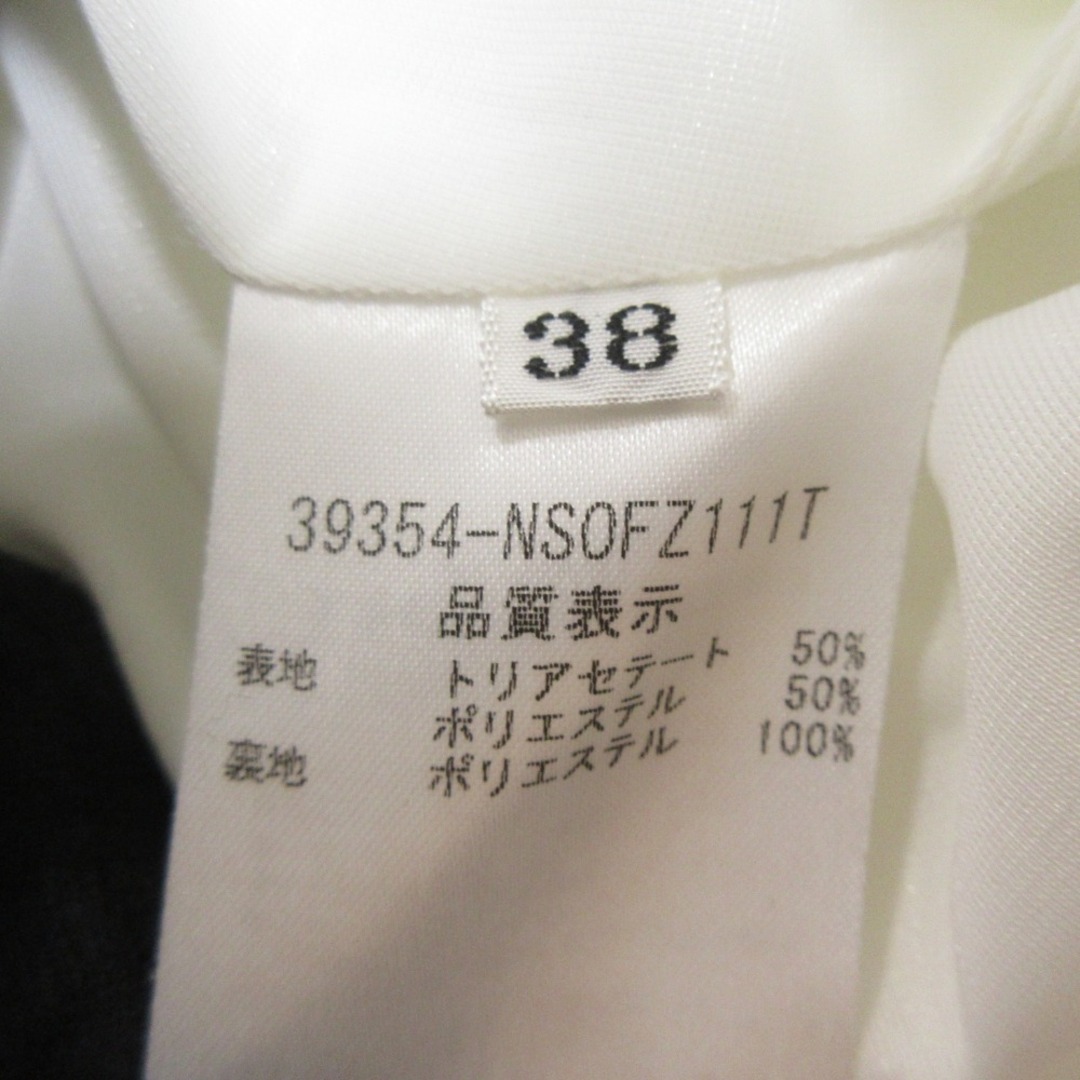 38
39354-NSOFZ111T
品質表示
表地 トリアセテート 50%
ポリエステル 50%
裏地 ポリエステル 100%